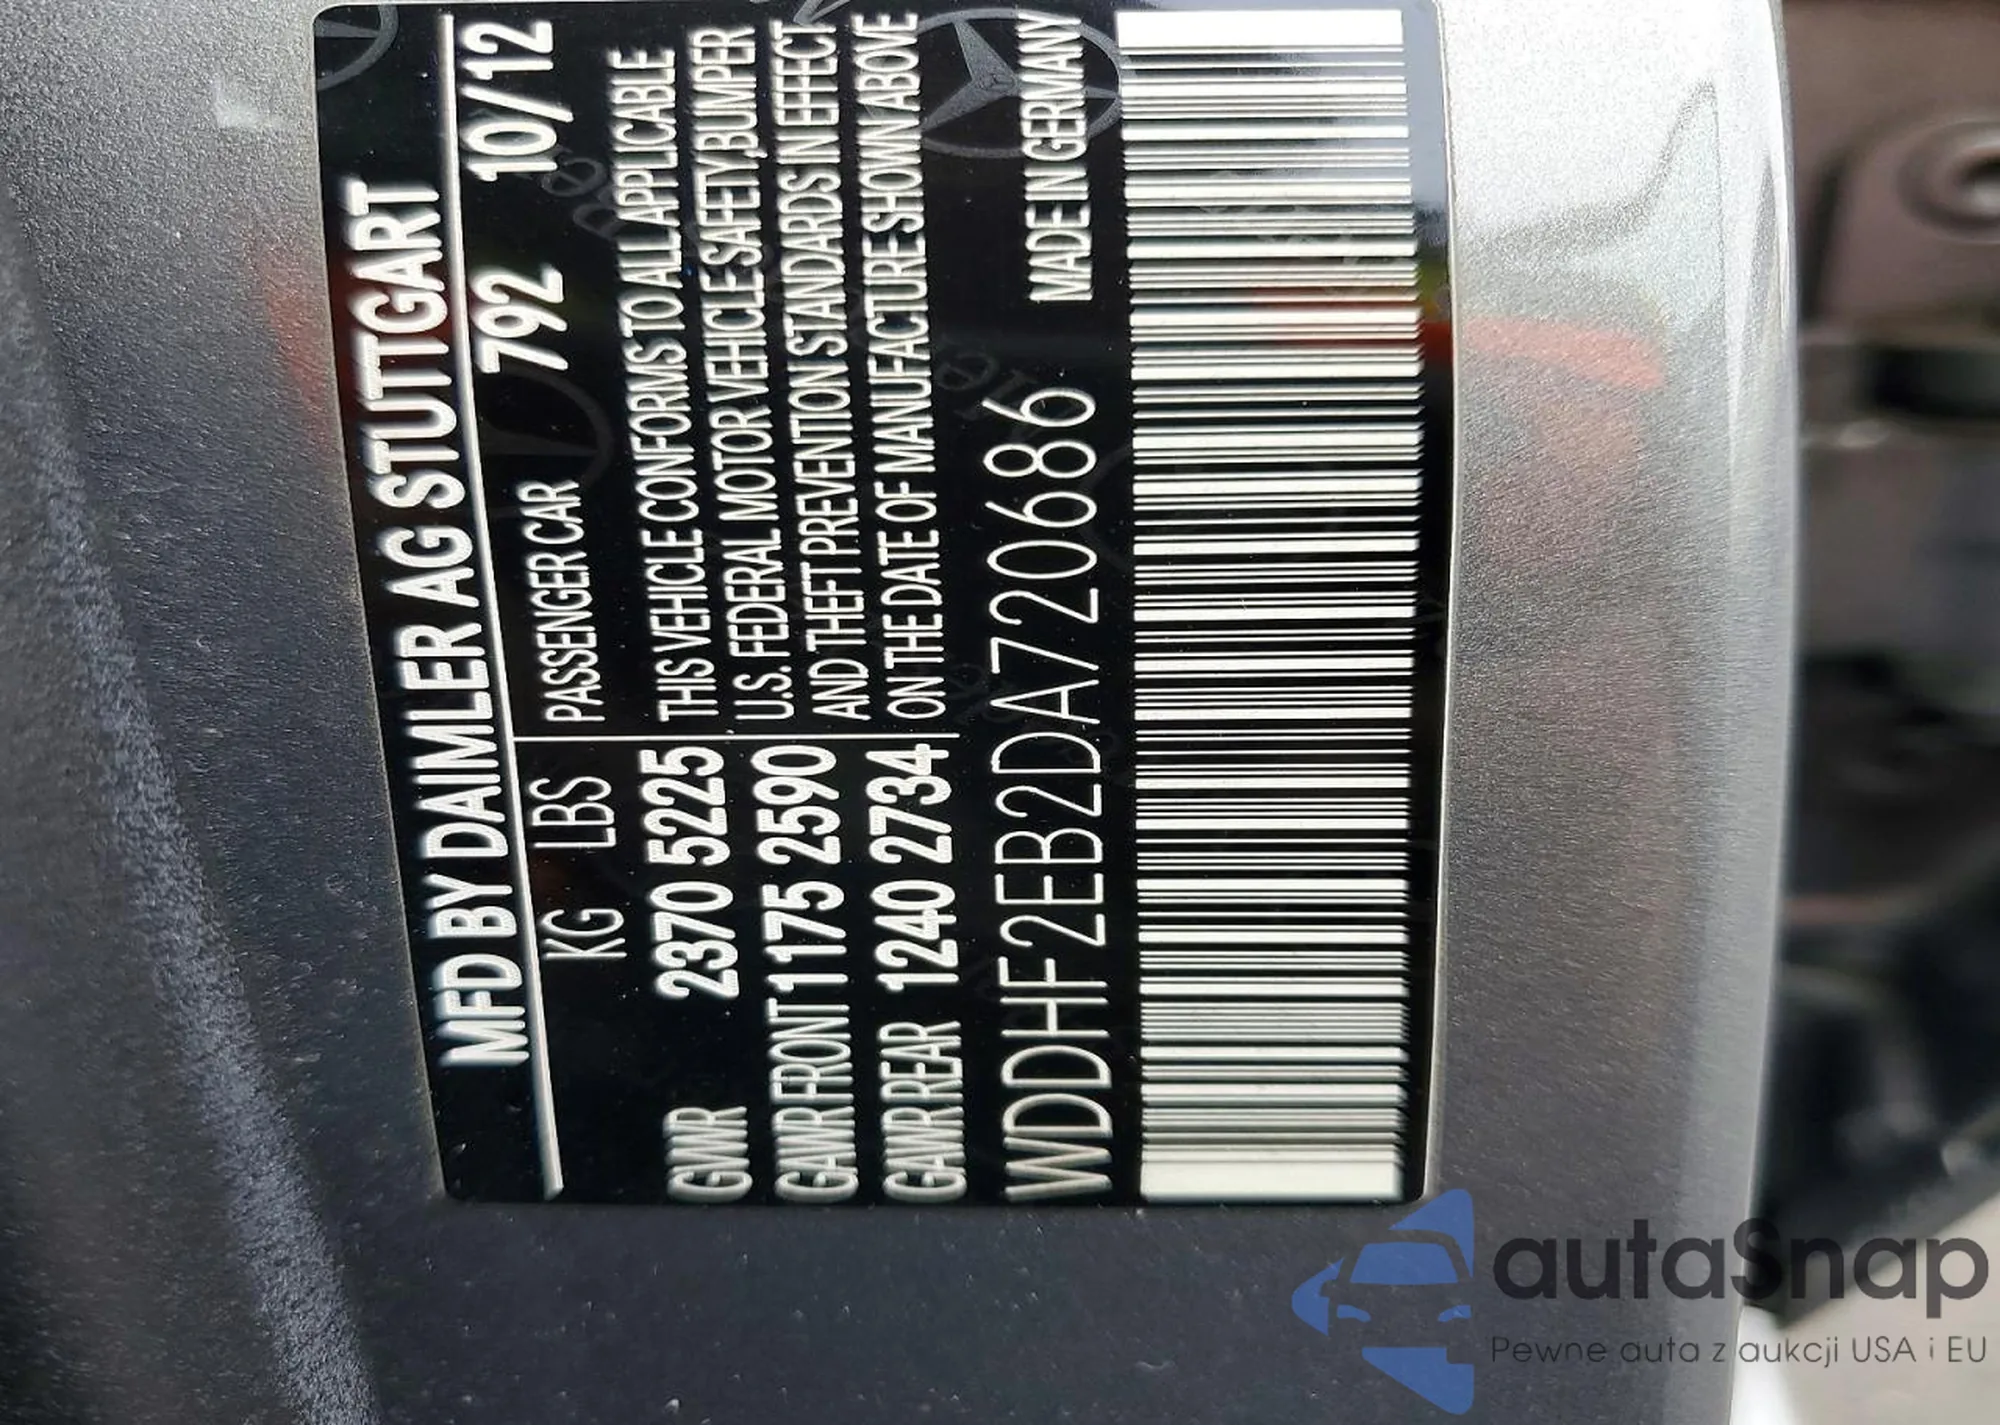 MFD BY DAIMLER AG STUTTGART
KG LBS PASSENGER CAR 792 10/12
GVWR 2370 5225 THIS VEHICLE CONFORMS TO ALL APPLICABLE
GAWR FRONT 1175 2590 U.S. FEDERAL MOTOR VEHICLE SAFETY, BUMPER
GAWR REAR 1240 2734 AND THEFT PREVENTION STANDARDS IN EFFECT
ON THE DATE OF MANUFACTURE SHOWN ABOVE
WDDHF2EB2DA720686 MADE IN GERMANY
autaSnap
Pewne auta z aukcji USA i EU